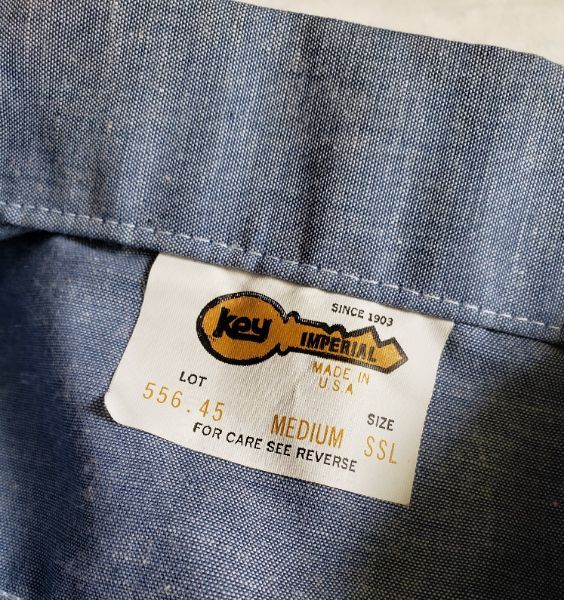 SINCE 1903
Key
IMPERIAL
MADE IN
U.S.A
LOT
SIZE
556.45 MEDIUM SSL
FOR CARE SEE REVERSE